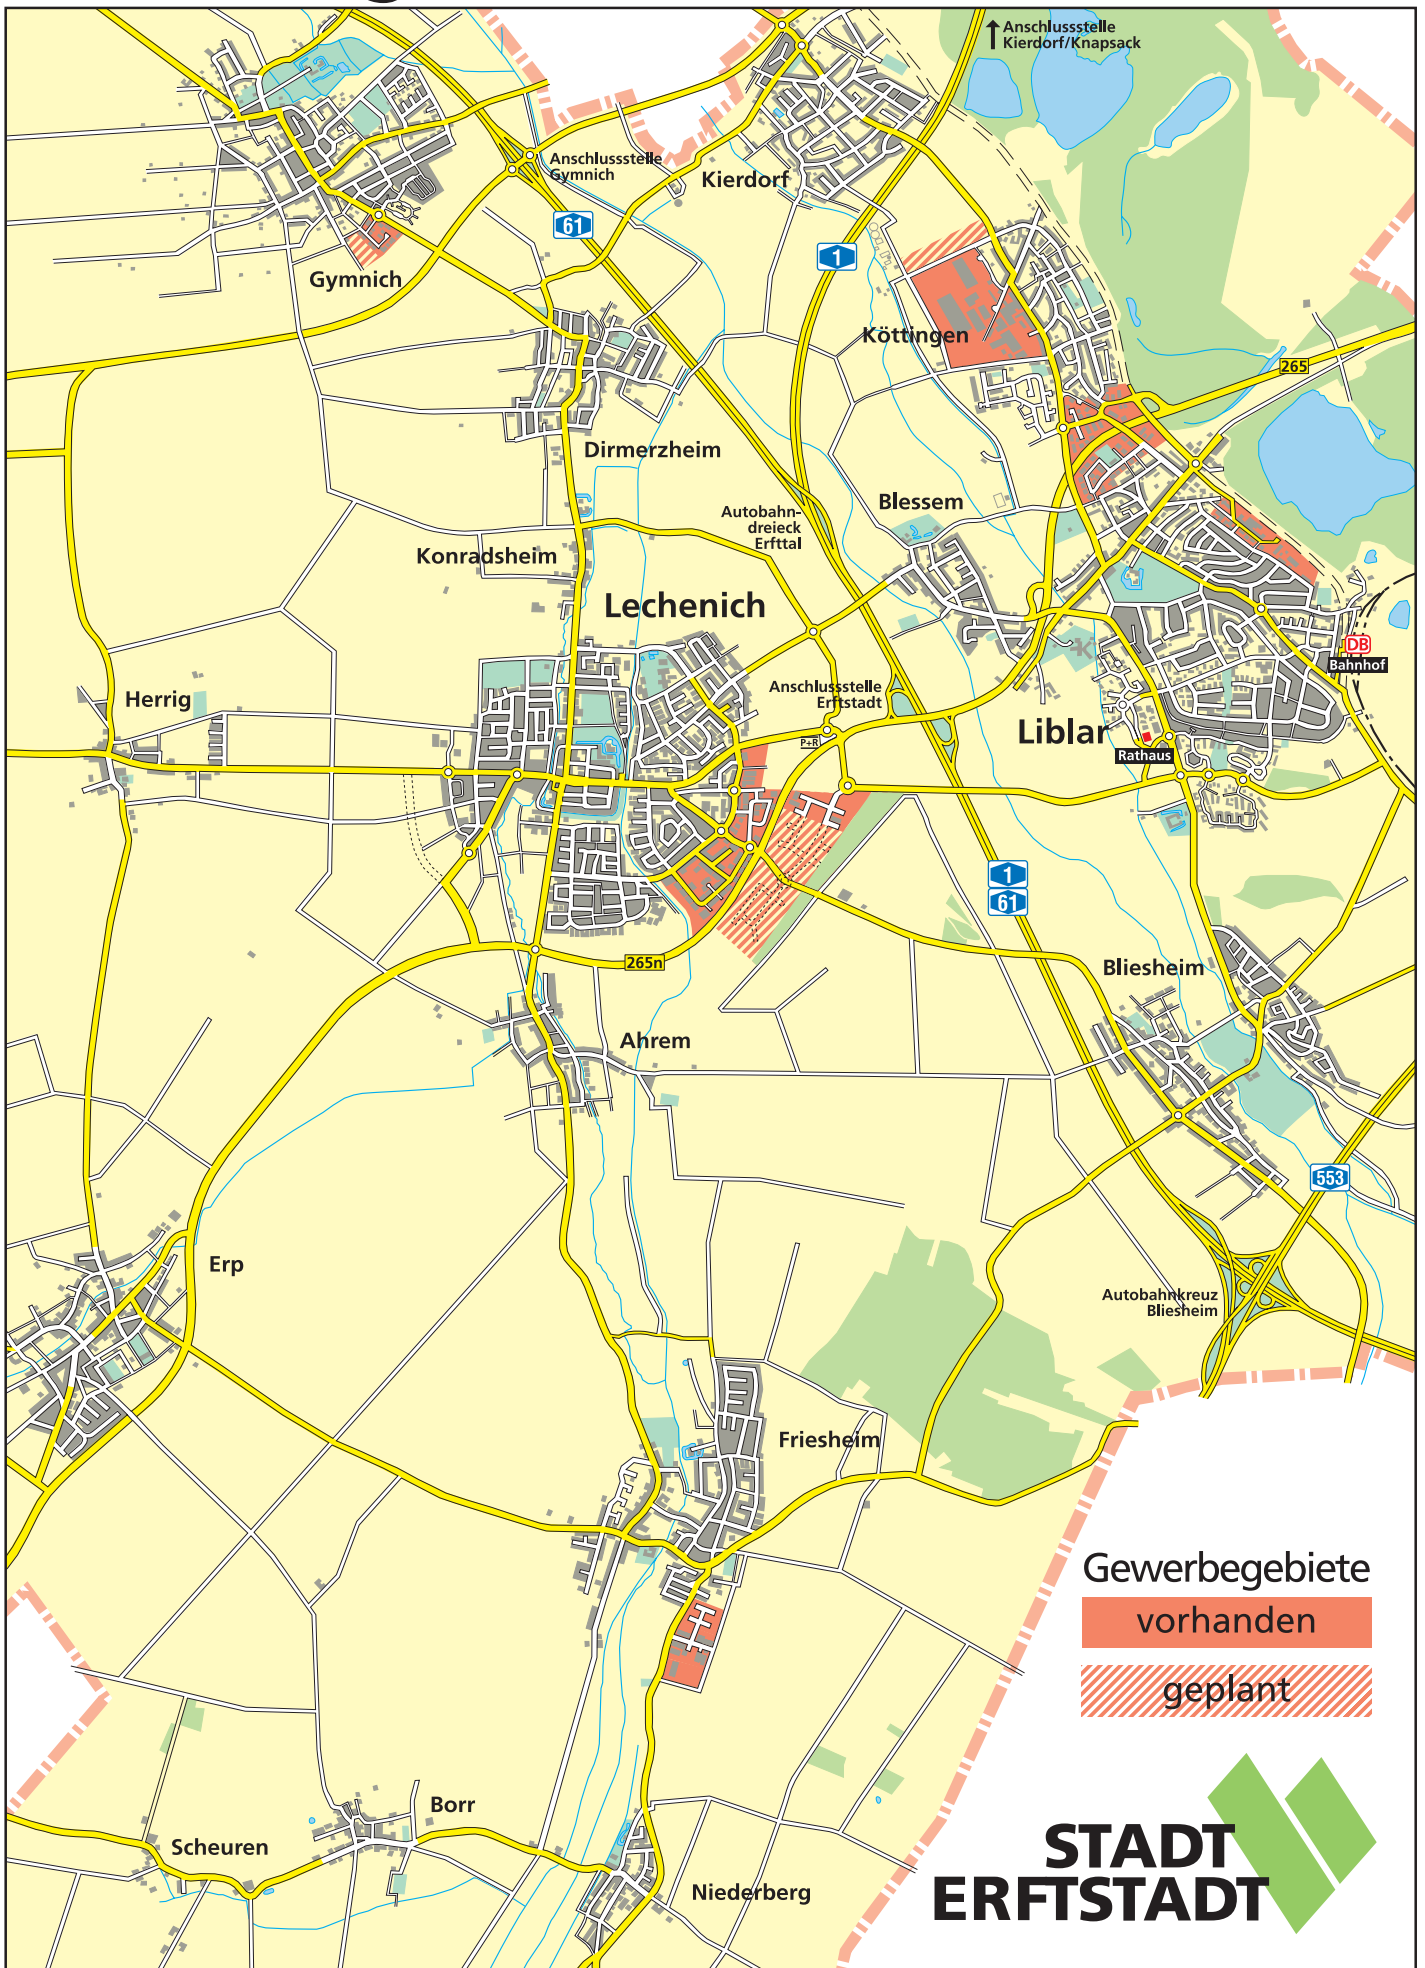 Anschlussstelle
Kierdorf/Knapsack
Anschlussstelle
Gymnich
Kierdorf
61
1
Gymnich
Köttingen
265
Dirmerzheim
Blessem
Autobahn-
dreieck
Erfttal
Konradsheim
Lechenich
DB
Bahnhof
Herrig
Anschlussstelle
Erftstadt
P+R
Liblar
Rathaus
1
61
265n
Bliesheim
Ahrem
553
Erp
Autobahnkreuz
Bliesheim
Friesheim
Gewerbegebiete
vorhanden
geplant
Borr
Scheuren
Niederberg
STADT
ERFTSTADT